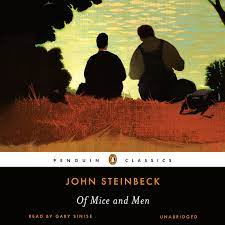 PENGUIN CLASSICS
JOHN STEINBECK
Of Mice and Men
READ BY GARY SINISE
UNABRIDGED